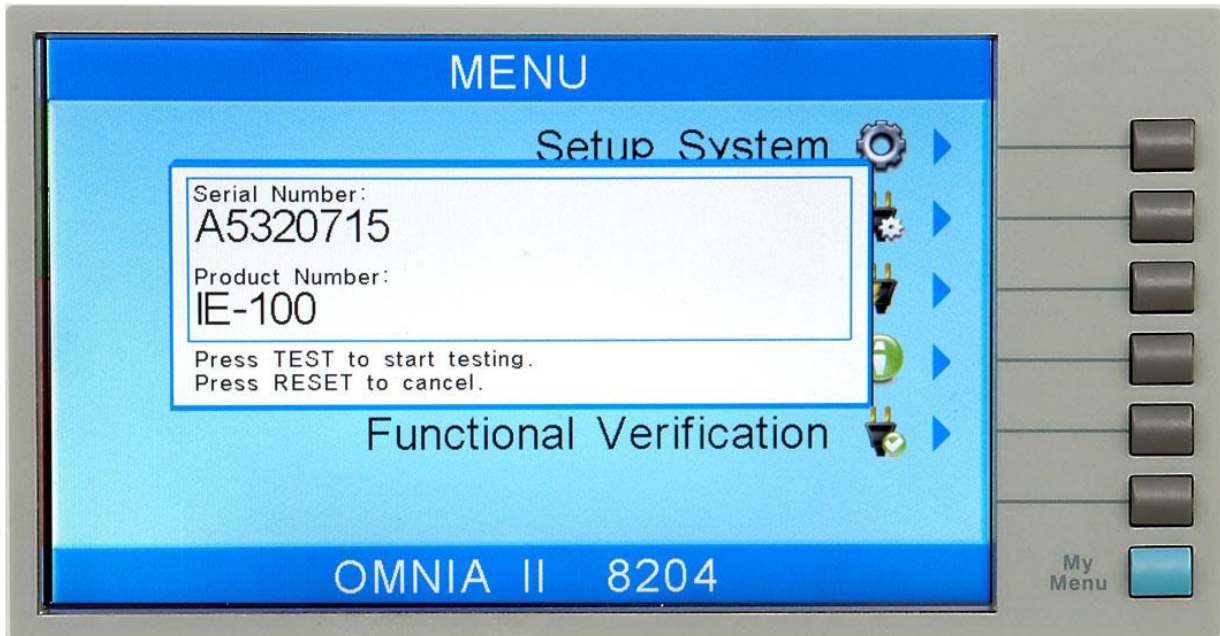 MENU
Setup System
Serial Number:
A5320715
Product Number:
IE-100
Press TEST to start testing.
Press RESET to cancel.
Functional Verification
OMNIA II 8204
My
Menu